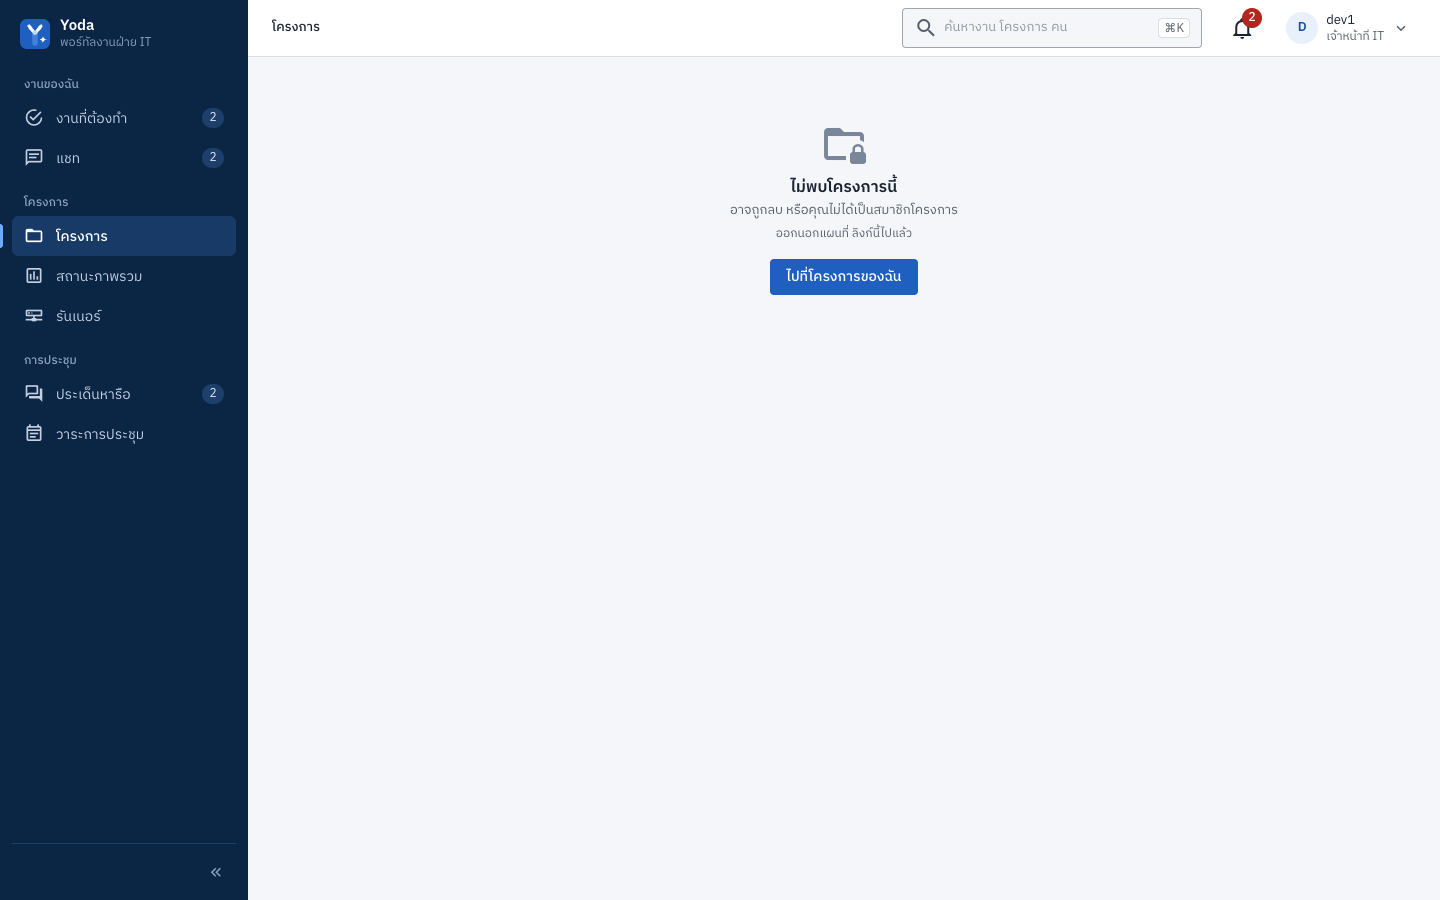 Yoda
พอร์ทัลงานฝ่าย IT
งานของฉัน
งานที่ต้องทำ 2
แชท 2
โครงการ
โครงการ
สถานะภาพรวม
รันเนอร์
การประชุม
ประเด็นหารือ 2
วาระการประชุม
โครงการ
ค้นหางาน โครงการ คน ⌘K
2
D
dev1
เจ้าหน้าที่ IT
ไม่พบโครงการนี้
อาจถูกลบ หรือคุณไม่ได้เป็นสมาชิกโครงการ
ออกนอกแผนที่ ลิงก์นี้ไปแล้ว
ไปที่โครงการของฉัน